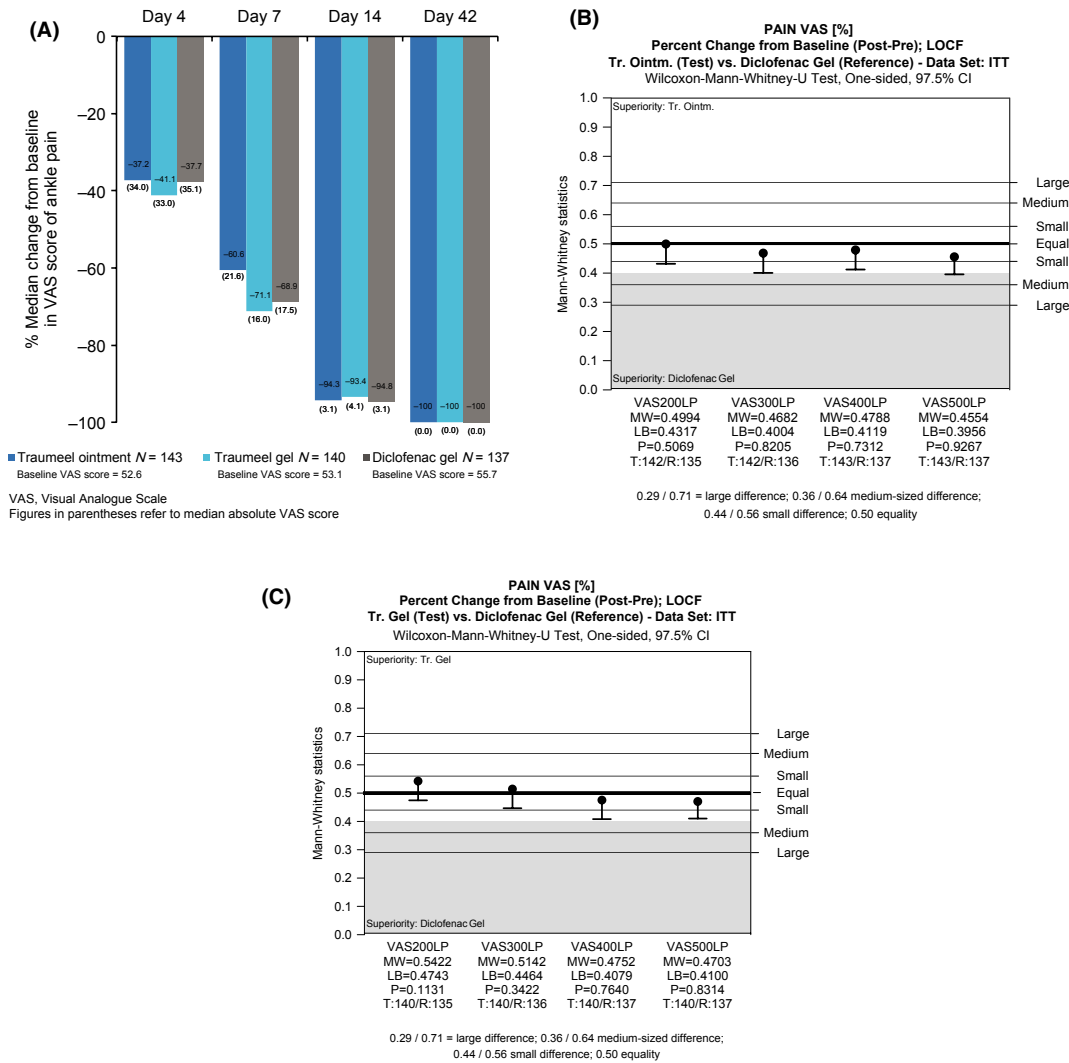 (A)
Day 4 Day 7 Day 14 Day 42
% Median change from baseline
in VAS score of ankle pain
0
−20
−40
−60
−80
−100
−37.2
(34.0)
−41.1
(33.0)
−37.7
(35.1)
−60.6
(21.6)
−71.1
(16.0)
−68.9
(17.5)
−94.3
(3.1)
−93.4
(4.1)
−94.8
(3.1)
−100
(0.0)
−100
(0.0)
−100
(0.0)
Traumeel ointment N = 143 Traumeel gel N = 140 Diclofenac gel N = 137
Baseline VAS score = 52.6 Baseline VAS score = 53.1 Baseline VAS score = 55.7
VAS, Visual Analogue Scale
Figures in parentheses refer to median absolute VAS score
(B)
PAIN VAS [%]
Percent Change from Baseline (Post-Pre); LOCF
Tr. Ointm. (Test) vs. Diclofenac Gel (Reference) - Data Set: ITT
Wilcoxon-Mann-Whitney-U Test, One-sided, 97.5% CI
Mann-Whitney statistics
1.0
0.9
0.8
0.7
0.6
0.5
0.4
0.3
0.2
0.1
0.0
Superiority: Tr. Ointm.
Large
Medium
Small
Equal
Small
Medium
Large
Superiority: Diclofenac Gel
VAS200LP VAS300LP VAS400LP VAS500LP
MW=0.4994 MW=0.4682 MW=0.4788 MW=0.4554
LB=0.4317 LB=0.4004 LB=0.4119 LB=0.3956
P=0.5069 P=0.8205 P=0.7312 P=0.9267
T:142/R:135 T:142/R:136 T:143/R:137 T:143/R:137
0.29 / 0.71 = large difference; 0.36 / 0.64 medium-sized difference;
0.44 / 0.56 small difference; 0.50 equality
(C)
PAIN VAS [%]
Percent Change from Baseline (Post-Pre); LOCF
Tr. Gel (Test) vs. Diclofenac Gel (Reference) - Data Set: ITT
Wilcoxon-Mann-Whitney-U Test, One-sided, 97.5% CI
Mann-Whitney statistics
1.0
0.9
0.8
0.7
0.6
0.5
0.4
0.3
0.2
0.1
0.0
Superiority: Tr. Gel
Large
Medium
Small
Equal
Small
Medium
Large
Superiority: Diclofenac Gel
VAS200LP VAS300LP VAS400LP VAS500LP
MW=0.5422 MW=0.5142 MW=0.4752 MW=0.4703
LB=0.4743 LB=0.4464 LB=0.4079 LB=0.4100
P=0.1131 P=0.3422 P=0.7640 P=0.8314
T:140/R:135 T:140/R:136 T:140/R:137 T:140/R:137
0.29 / 0.71 = large difference; 0.36 / 0.64 medium-sized difference;
0.44 / 0.56 small difference; 0.50 equality